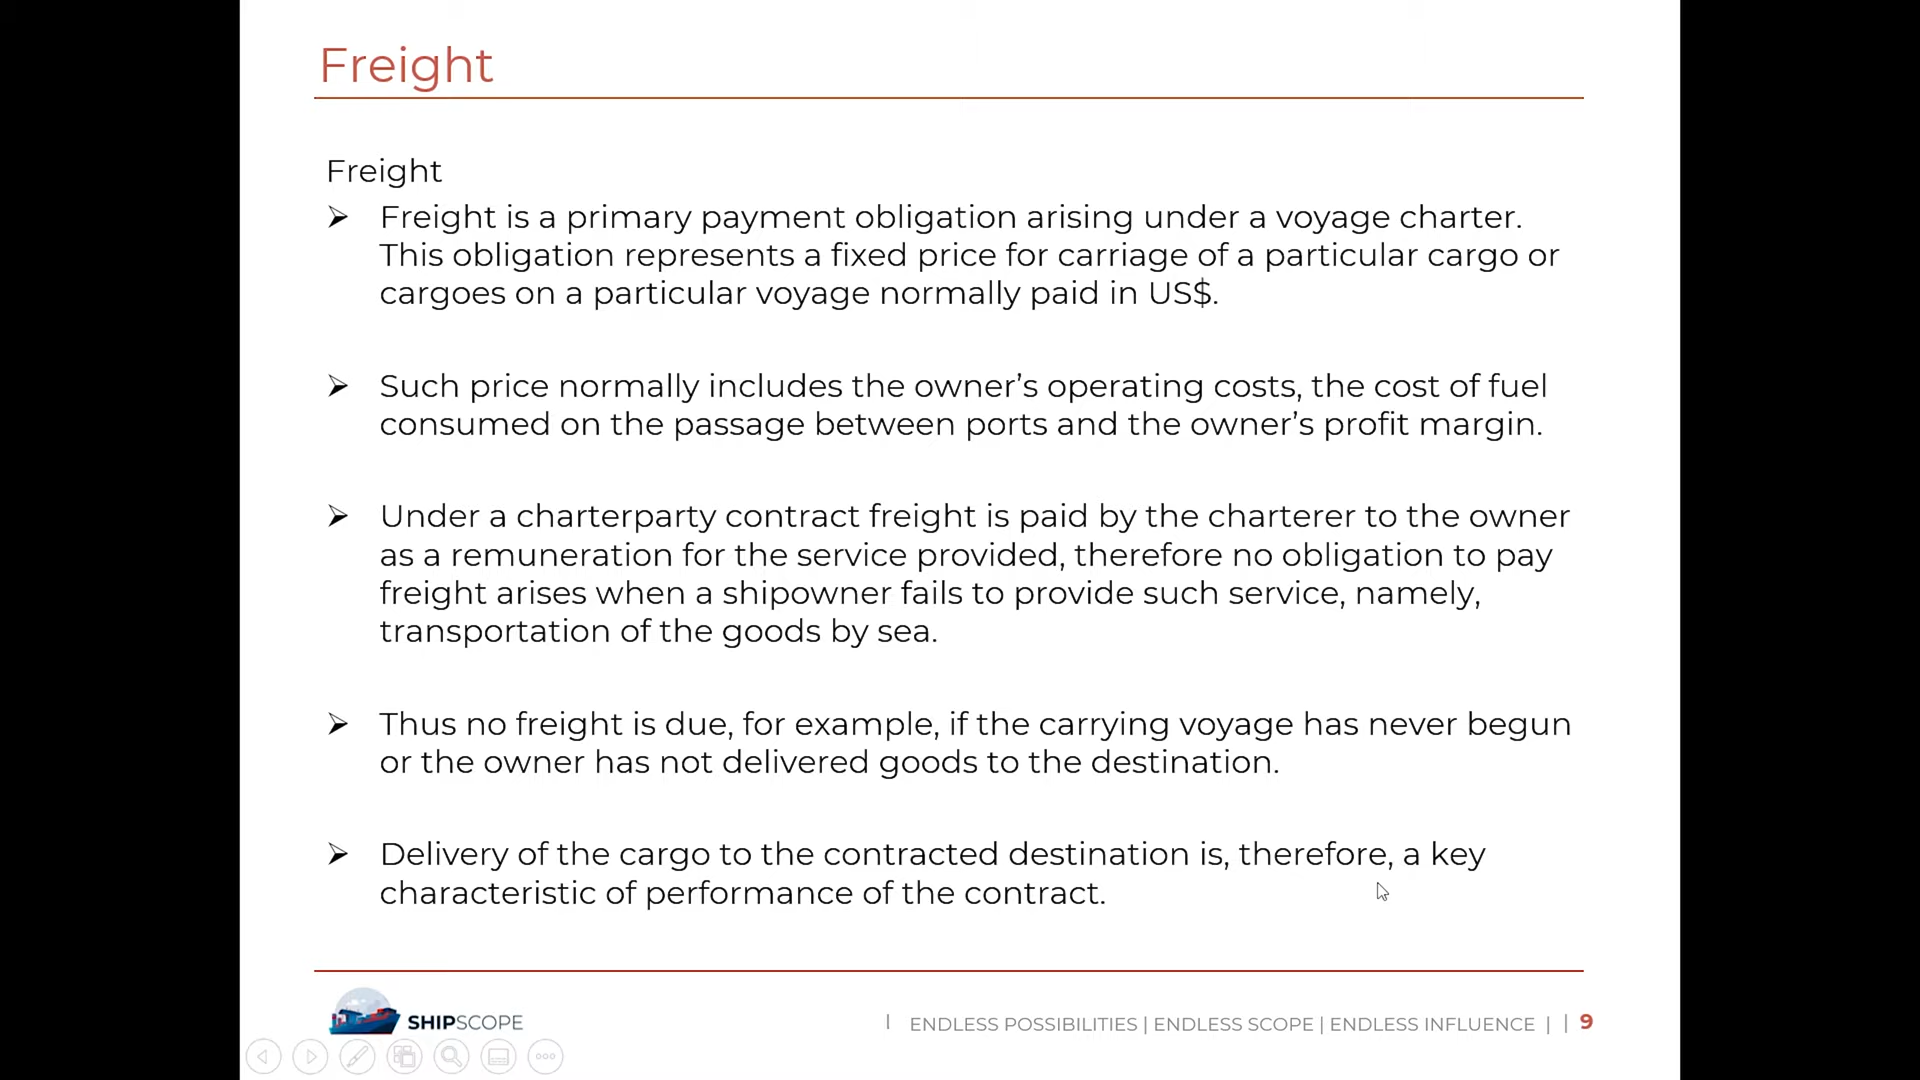 Freight
Freight
Freight is a primary payment obligation arising under a voyage charter.
This obligation represents a fixed price for carriage of a particular cargo or
cargoes on a particular voyage normally paid in US$.
Such price normally includes the owner’s operating costs, the cost of fuel
consumed on the passage between ports and the owner’s profit margin.
Under a charterparty contract freight is paid by the charterer to the owner
as a remuneration for the service provided, therefore no obligation to pay
freight arises when a shipowner fails to provide such service, namely,
transportation of the goods by sea.
Thus no freight is due, for example, if the carrying voyage has never begun
or the owner has not delivered goods to the destination.
Delivery of the cargo to the contracted destination is, therefore, a key
characteristic of performance of the contract.
SHIPSCOPE
| ENDLESS POSSIBILITIES | ENDLESS SCOPE | ENDLESS INFLUENCE | | 9